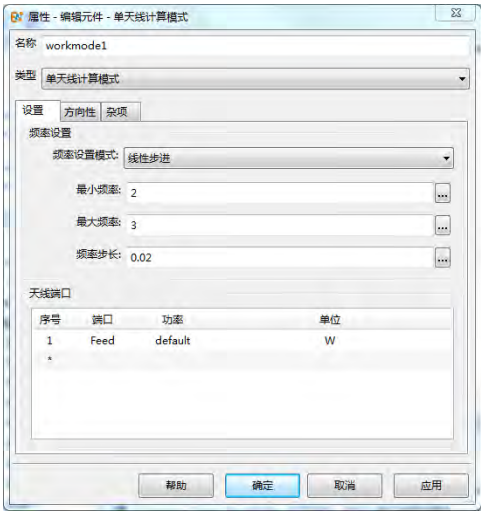 属性 - 编辑元件 - 单天线计算模式
名称 workmode1
类型 单天线计算模式
设置 方向性 杂项
频率设置
频率设置模式: 线性步进
最小频率: 2 ...
最大频率: 3 ...
频率步长: 0.02 ...
天线端口
序号 端口 功率 单位
1 Feed default W
*
帮助 确定 取消 应用